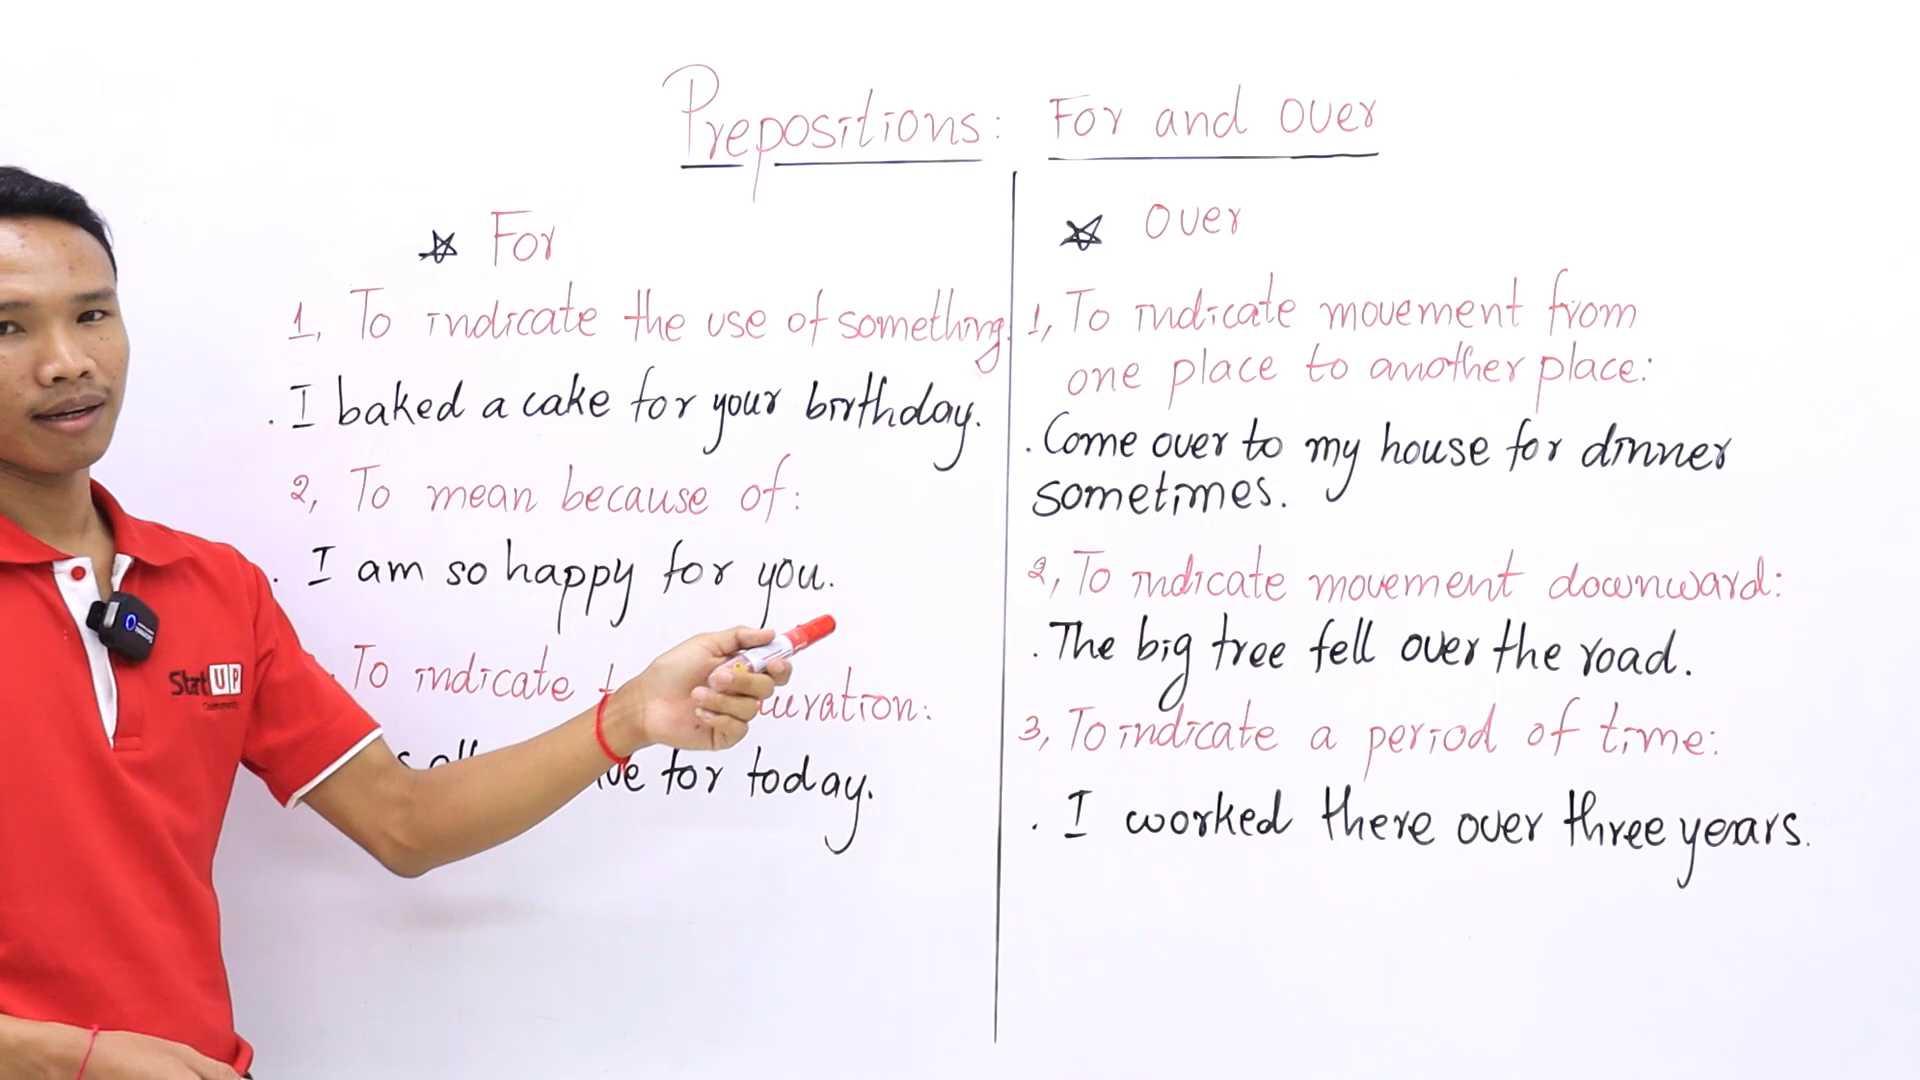 Prepositions: For and over
For
1, To indicate the use of something.
. I baked a cake for your birthday.
2, To mean because of:
. I am so happy for you.
To indicate duration:
for today.
over
1, To indicate movement from
one place to another place:
. Come over to my house for dinner
sometimes.
2, To indicate movement downward:
. The big tree fell over the road.
3, To indicate a period of time:
. I worked there over three years.
Start UP